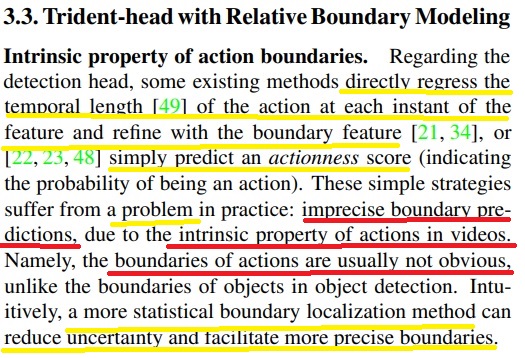 3.3. Trident-head with Relative Boundary Modeling
Intrinsic property of action boundaries. Regarding the
detection head, some existing methods directly regress the
temporal length [49] of the action at each instant of the
feature and refine with the boundary feature [21, 34], or
[22, 23, 48] simply predict an actionness score (indicating
the probability of being an action). These simple strategies
suffer from a problem in practice: imprecise boundary pre-
dictions, due to the intrinsic property of actions in videos.
Namely, the boundaries of actions are usually not obvious,
unlike the boundaries of objects in object detection. Intu-
itively, a more statistical boundary localization method can
reduce uncertainty and facilitate more precise boundaries.